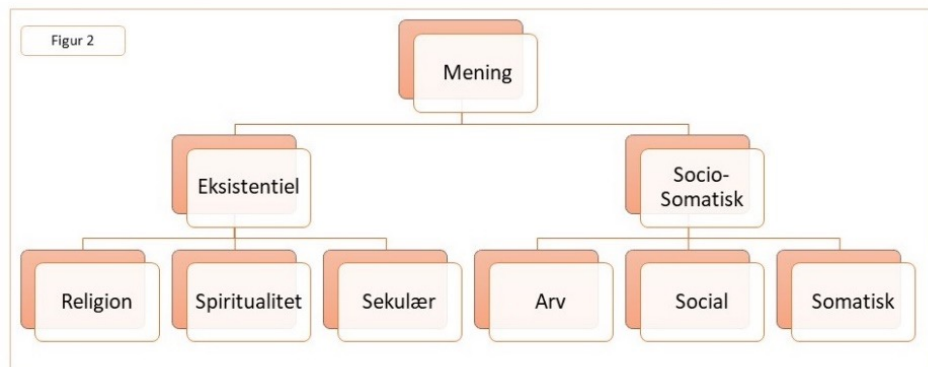 Figur 2
Mening
Eksistentiel
Socio-
Somatisk
Religion
Spiritualitet
Sekulær
Arv
Social
Somatisk